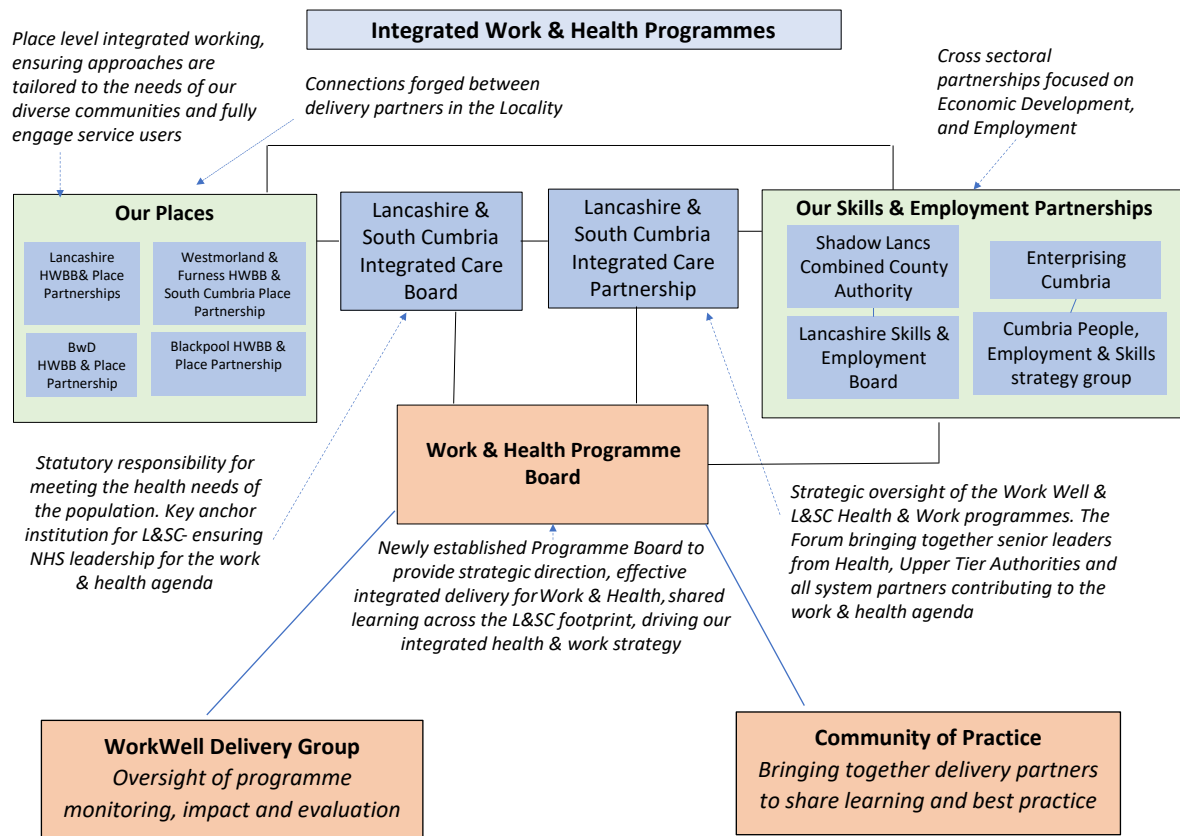 Integrated Work & Health Programmes
Place level integrated working,
ensuring approaches are
tailored to the needs of our
diverse communities and fully
engage service users
Connections forged between
delivery partners in the Locality
Cross sectoral
partnerships focused on
Economic Development,
and Employment
Our Places
Lancashire
HWBB& Place
Partnerships
Westmorland &
Furness HWBB &
South Cumbria Place
Partnership
BwD
HWBB & Place
Partnership
Blackpool HWBB &
Place Partnership
Lancashire &
South Cumbria
Integrated Care
Board
Lancashire &
South Cumbria
Integrated Care
Partnership
Our Skills & Employment Partnerships
Shadow Lancs
Combined County
Authority
Enterprising
Cumbria
Lancashire Skills &
Employment
Board
Cumbria People,
Employment & Skills
strategy group
Work & Health Programme
Board
Statutory responsibility for
meeting the health needs of
the population. Key anchor
institution for L&SC- ensuring
NHS leadership for the work
& health agenda
Newly established Programme Board to
provide strategic direction, effective
integrated delivery for Work & Health, shared
learning across the L&SC footprint, driving our
integrated health & work strategy
Strategic oversight of the Work Well &
L&SC Health & Work programmes. The
Forum bringing together senior leaders
from Health, Upper Tier Authorities and
all system partners contributing to the
work & health agenda
WorkWell Delivery Group
Oversight of programme
monitoring, impact and evaluation
Community of Practice
Bringing together delivery partners
to share learning and best practice